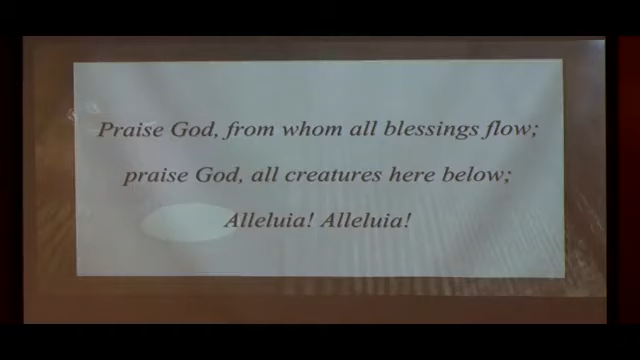 Praise God, from whom all blessings flow;
praise God, all creatures here below;
Alleluia! Alleluia!